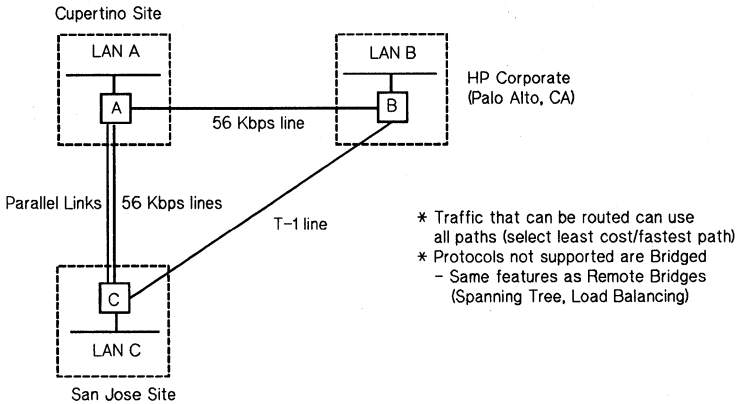 Cupertino Site
LAN A
A
LAN B
B
HP Corporate
(Palo Alto, CA)
56 Kbps line
Parallel Links
56 Kbps lines
T-1 line
C
LAN C
San Jose Site
* Traffic that can be routed can use
all paths (select least cost/fastest path)
* Protocols not supported are Bridged
- Same features as Remote Bridges
(Spanning Tree, Load Balancing)